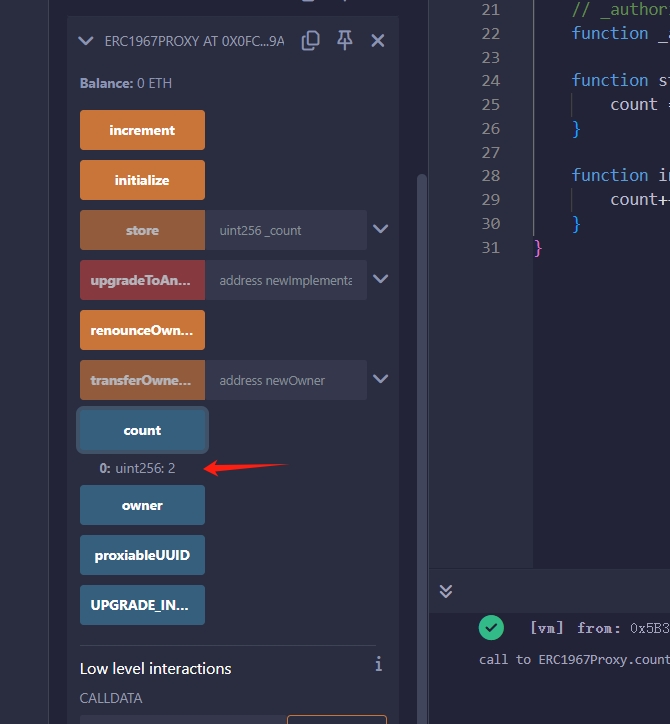 ERC1967PROXY AT 0X0FC...9A
Balance: 0 ETH
increment
initialize
store uint256 _count
upgradeToAn... address newImplementa
renounceOwn...
transferOwne... address newOwner
count
0: uint256: 2
owner
proxiableUUID
UPGRADE_IN...
Low level interactions i
CALLDATA
21 // _author
22 function _
23
24 function s
25 count =
26 }
27
28 function i
29 count++
30 }
31 }
[vm] from: 0x5B3
call to ERC1967Proxy.count